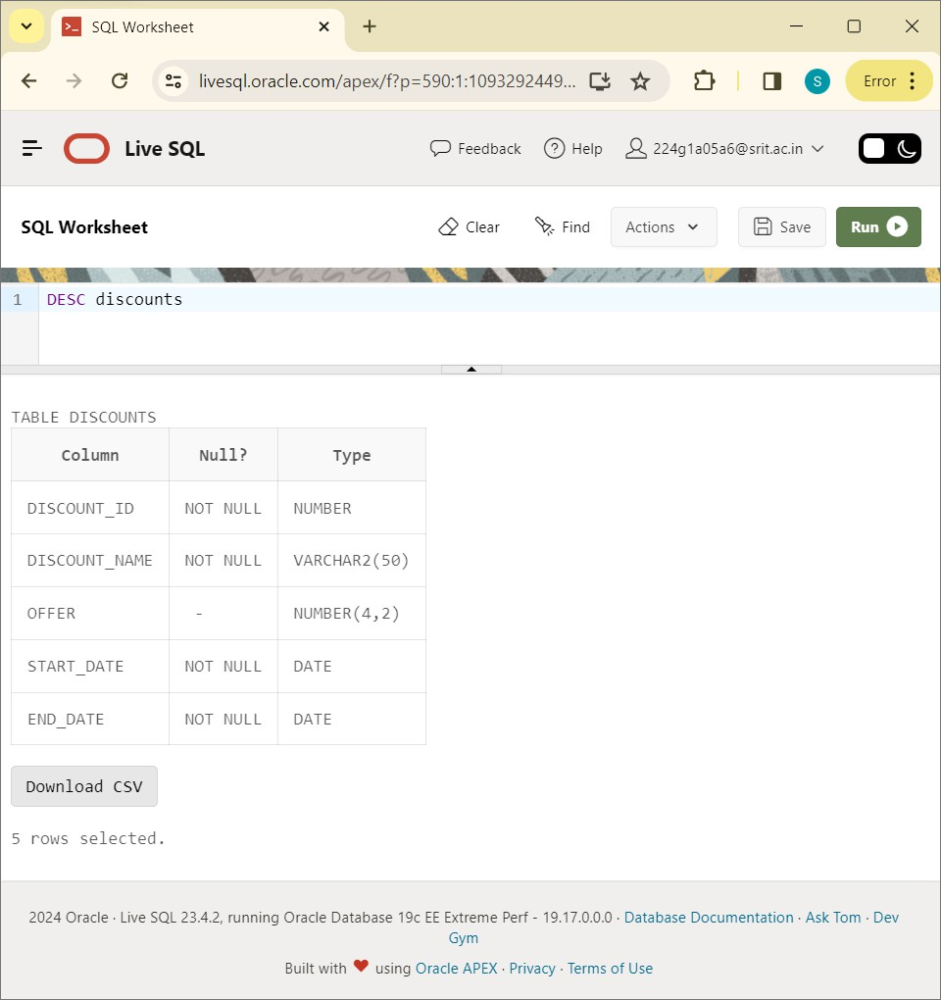 SQL Worksheet
livesql.oracle.com/apex/f?p=590:1:1093292449...
S
Error
Live SQL
Feedback
Help
224g1a05a6@srit.ac.in
SQL Worksheet
Clear
Find
Actions
Save
Run
1 DESC discounts
TABLE DISCOUNTS
Column Null? Type
DISCOUNT_ID NOT NULL NUMBER
DISCOUNT_NAME NOT NULL VARCHAR2(50)
OFFER - NUMBER(4,2)
START_DATE NOT NULL DATE
END_DATE NOT NULL DATE
Download CSV
5 rows selected.
2024 Oracle · Live SQL 23.4.2, running Oracle Database 19c EE Extreme Perf - 19.17.0.0.0 · Database Documentation · Ask Tom · Dev
Gym
Built with ❤ using Oracle APEX · Privacy · Terms of Use